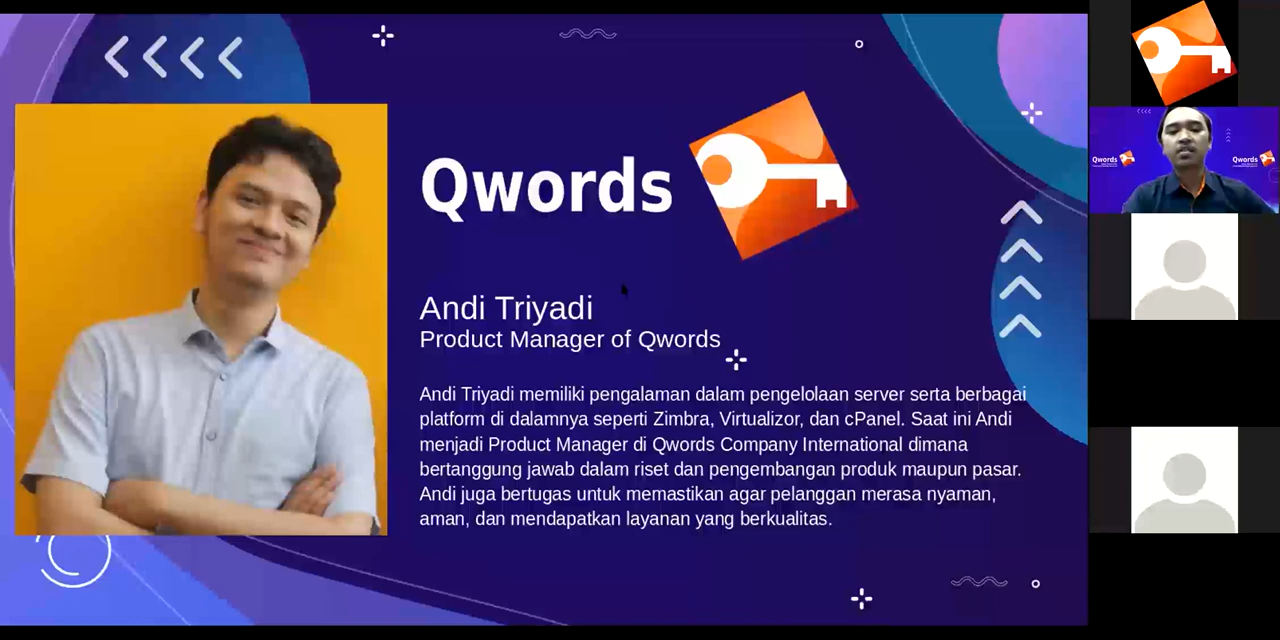 Qwords
Andi Triyadi
Product Manager of Qwords
Andi Triyadi memiliki pengalaman dalam pengelolaan server serta berbagai
platform di dalamnya seperti Zimbra, Virtualizor, dan cPanel. Saat ini Andi
menjadi Product Manager di Qwords Company International dimana
bertanggung jawab dalam riset dan pengembangan produk maupun pasar.
Andi juga bertugas untuk memastikan agar pelanggan merasa nyaman,
aman, dan mendapatkan layanan yang berkualitas.
Qwords
Qwords